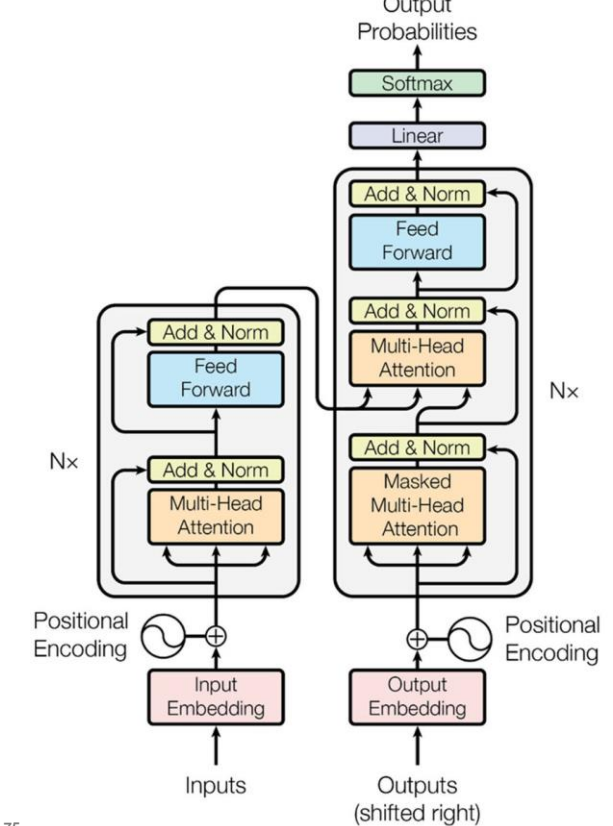 Output
Probabilities
Softmax
Linear
Add & Norm
Feed
Forward
Add & Norm
Multi-Head
Attention
Add & Norm
Masked
Multi-Head
Attention
Nx
Add & Norm
Feed
Forward
Add & Norm
Multi-Head
Attention
Nx
Positional
Encoding
Positional
Encoding
Input
Embedding
Output
Embedding
Inputs
Outputs
(shifted right)